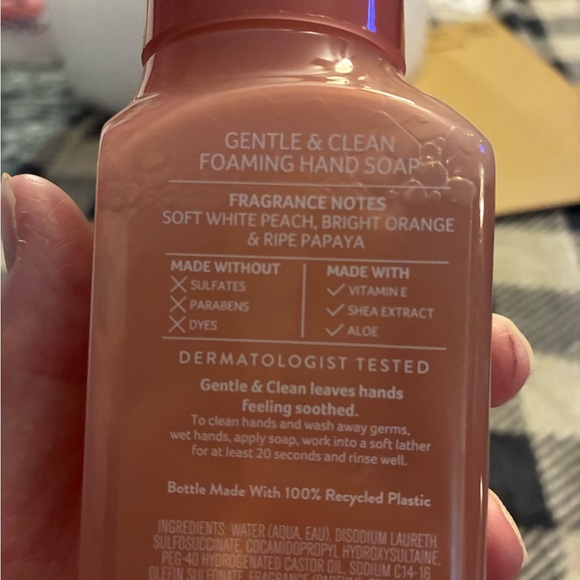 GENTLE & CLEAN
FOAMING HAND SOAP
FRAGRANCE NOTES
SOFT WHITE PEACH, BRIGHT ORANGE
& RIPE PAPAYA
MADE WITHOUT
SULFATES
PARABENS
DYES
MADE WITH
VITAMIN E
SHEA EXTRACT
ALOE
DERMATOLOGIST TESTED
Gentle & Clean leaves hands
feeling soothed.
To clean hands and wash away germs,
wet hands, apply soap, work into a soft lather
for at least 20 seconds and rinse well.
Bottle Made With 100% Recycled Plastic
INGREDIENTS: WATER (AQUA, EAU), DISODIUM LAURETH
SULFOSUCCINATE, COCAMIDOPROPYL HYDROXYSULTAINE,
PEG-40 HYDROGENATED CASTOR OIL, SODIUM C14-16
OLEFIN SULFONATE, FRAGRANCE